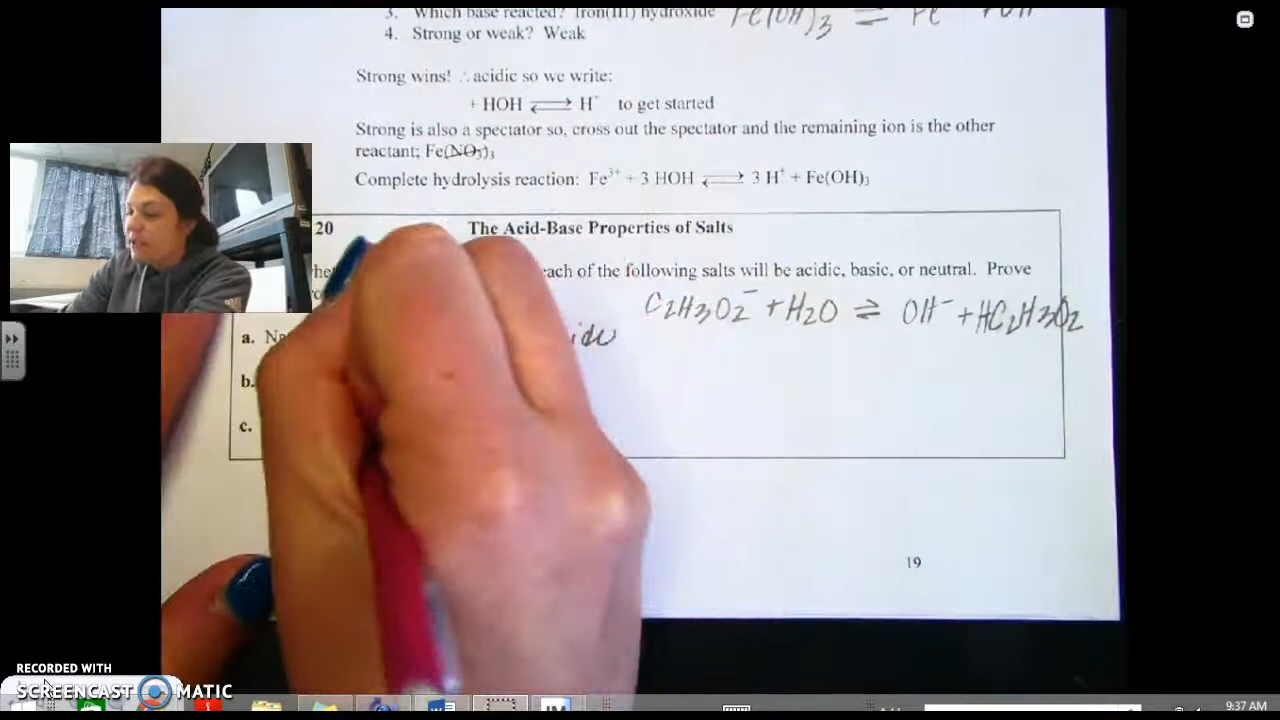 3. Which base reacted? Iron(III) hydroxide Fe(OH)3 ⇌ Fe + OH
4. Strong or weak? Weak
Strong wins! ∴ acidic so we write:
+ HOH ⇌ H⁻ to get started
Strong is also a spectator so, cross out the spectator and the remaining ion is the other
reactant; Fe(NO₃)₃
Complete hydrolysis reaction: Fe³⁺ + 3 HOH ⇌ 3 H⁺ + Fe(OH)₃
20 The Acid-Base Properties of Salts
each of the following salts will be acidic, basic, or neutral. Prove
C2H3O2⁻ + H2O ⇌ OH⁻ + HC2H3O2
a.
b.
c.
19
RECORDED WITH
SCREENCAST MATIC
9:37 AM